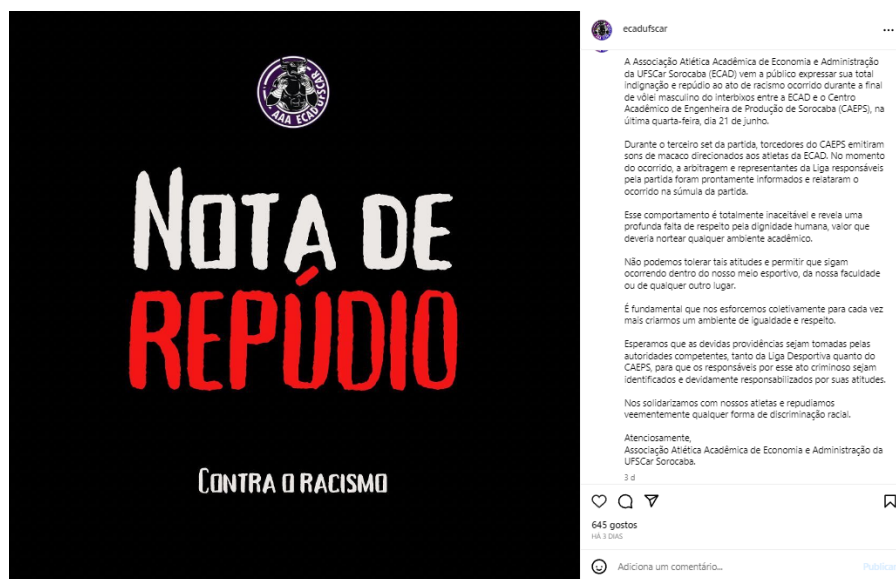 AAA ECAD UFSCAR
NOTA DE
REPÚDIO
CONTRA O RACISMO
ecadufscar
A Associação Atlética Acadêmica de Economia e Administração
da UFSCar Sorocaba (ECAD) vem a público expressar sua total
indignação e repúdio ao ato de racismo ocorrido durante a final
de vôlei masculino do interbixos entre a ECAD e o Centro
Acadêmico de Engenharia de Produção de Sorocaba (CAEPS), na
última quarta-feira, dia 21 de junho.
Durante o terceiro set da partida, torcedores do CAEPS emitiram
sons de macaco direcionados aos atletas da ECAD. No momento
do ocorrido, a arbitragem e representantes da Liga responsáveis
pela partida foram prontamente informados e relataram o
ocorrido na súmula da partida.
Esse comportamento é totalmente inaceitável e revela uma
profunda falta de respeito pela dignidade humana, valor que
deveria nortear qualquer ambiente acadêmico.
Não podemos tolerar tais atitudes e permitir que sigam
ocorrendo dentro do nosso meio esportivo, da nossa faculdade
ou de qualquer outro lugar.
É fundamental que nos esforcemos coletivamente para cada vez
mais criarmos um ambiente de igualdade e respeito.
Esperamos que as devidas providências sejam tomadas pelas
autoridades competentes, tanto da Liga Desportiva quanto do
CAEPS, para que os responsáveis por esse ato criminoso sejam
identificados e devidamente responsabilizados por suas atitudes.
Nos solidarizamos com nossos atletas e repudiamos
veementemente qualquer forma de discriminação racial.
Atenciosamente,
Associação Atlética Acadêmica de Economia e Administração da
UFSCar Sorocaba.
3 d
645 gostos
HÁ 3 DIAS
Adiciona um comentário...
Publicar